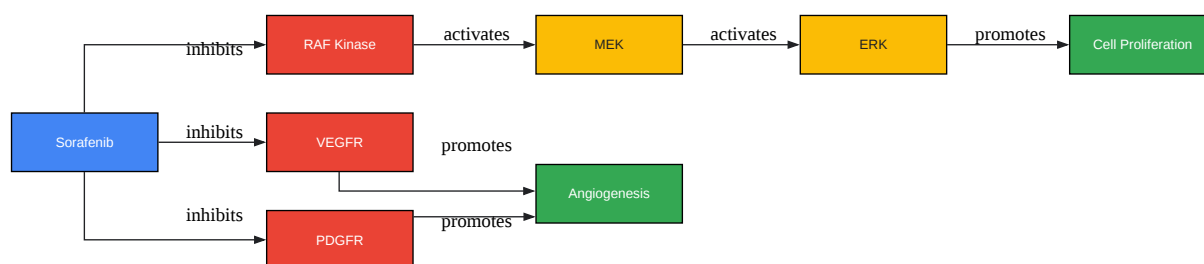 RAF Kinase
activates
MEK
activates
ERK
promotes
Cell Proliferation
inhibits
Sorafenib
inhibits
VEGFR
promotes
Angiogenesis
inhibits
PDGFR
promotes